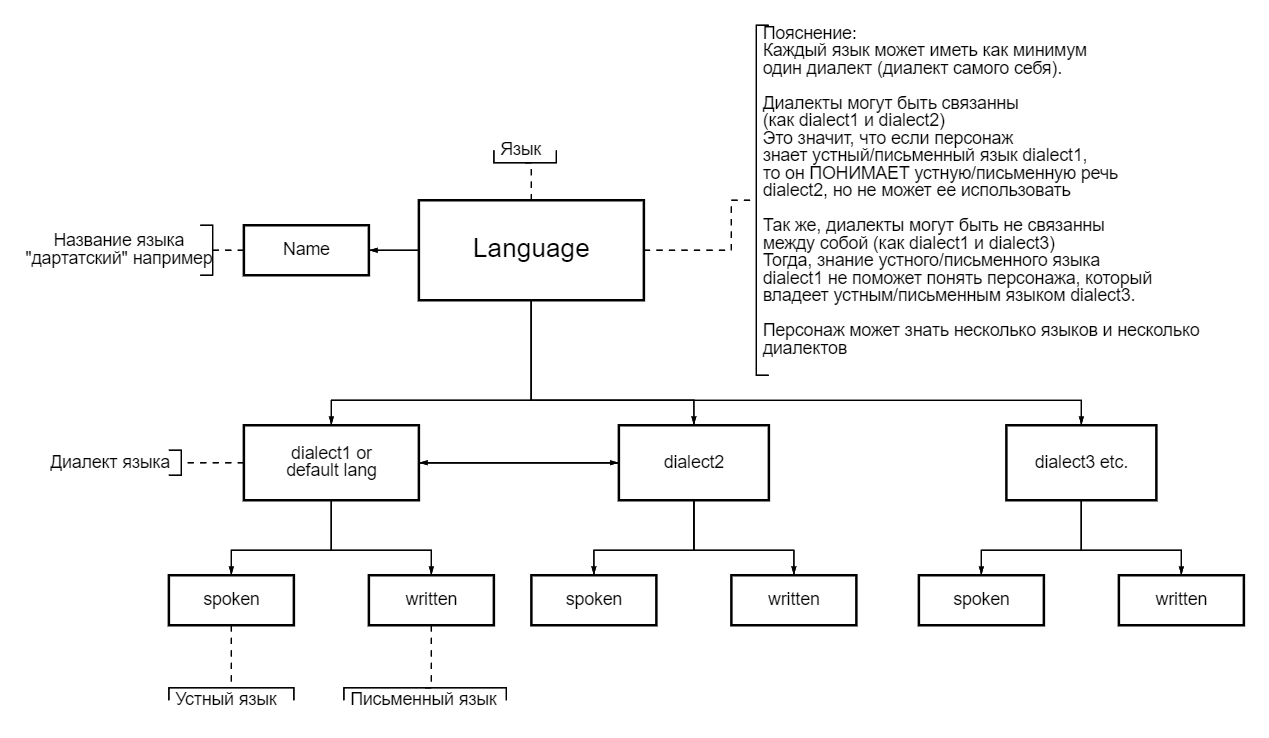 Пояснение:
Каждый язык может иметь как минимум
один диалект (диалект самого себя).
Диалекты могут быть связанны
(как dialect1 и dialect2)
Это значит, что если персонаж
знает устный/письменный язык dialect1,
то он ПОНИМАЕТ устную/письменную речь
dialect2, но не может её использовать
Так же, диалекты могут быть не связанны
между собой (как dialect1 и dialect3)
Тогда, знание устного/письменного языка
dialect1 не поможет понять персонажа, который
владеет устным/письменным языком dialect3.
Персонаж может знать несколько языков и несколько
диалектов
Язык
Название языка
"дартатский" например
Name
Language
Диалект языка
dialect1 or
default lang
dialect2
dialect3 etc.
spoken
written
spoken
written
spoken
written
Устный язык
Письменный язык